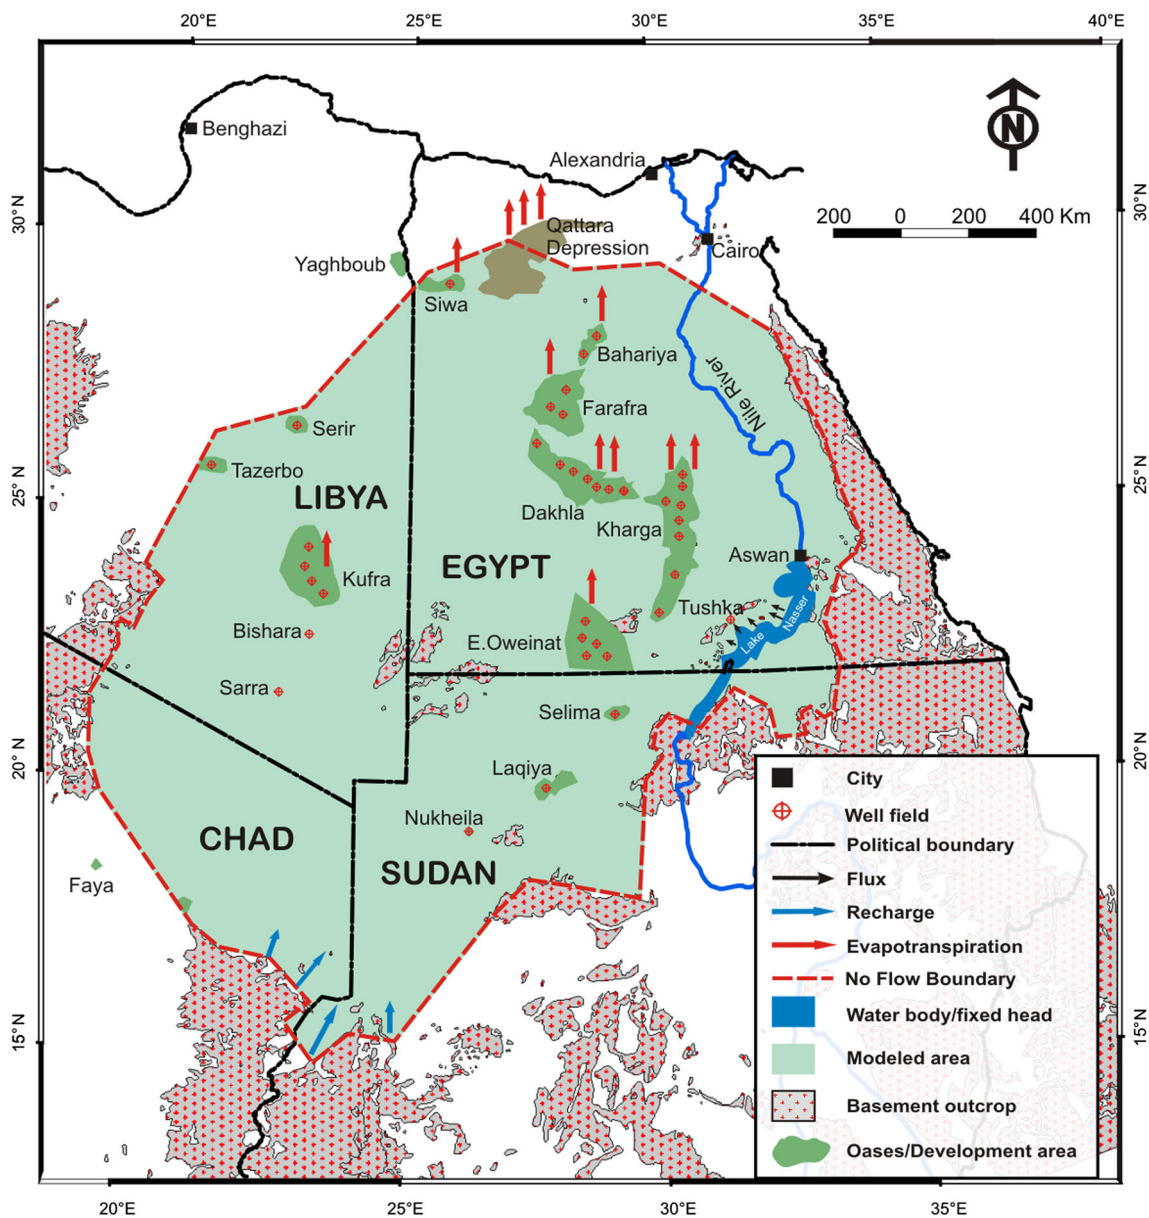 20°E 25°E 30°E 35°E 40°E
Benghazi
N
Alexandria
30°N
30°N
200 0 200 400 Km
Qattara
Depression
Cairo
Yaghboub
Siwa
Bahariya
Nile River
Farafra
Serir
Tazerbo
25°N
25°N
LIBYA
Dakhla
Kharga
EGYPT
Aswan
Kufra
Tushka
Nasser
Lake
Bishara
E.Oweinat
Sarra
Selima
20°N
20°N
Laqiya
City
Nukheila
Well field
CHAD
Political boundary
SUDAN
Flux
Faya
Recharge
Evapotranspiration
No Flow Boundary
Water body/fixed head
15°N
15°N
Modeled area
Basement outcrop
Oases/Development area
20°E 25°E 30°E 35°E